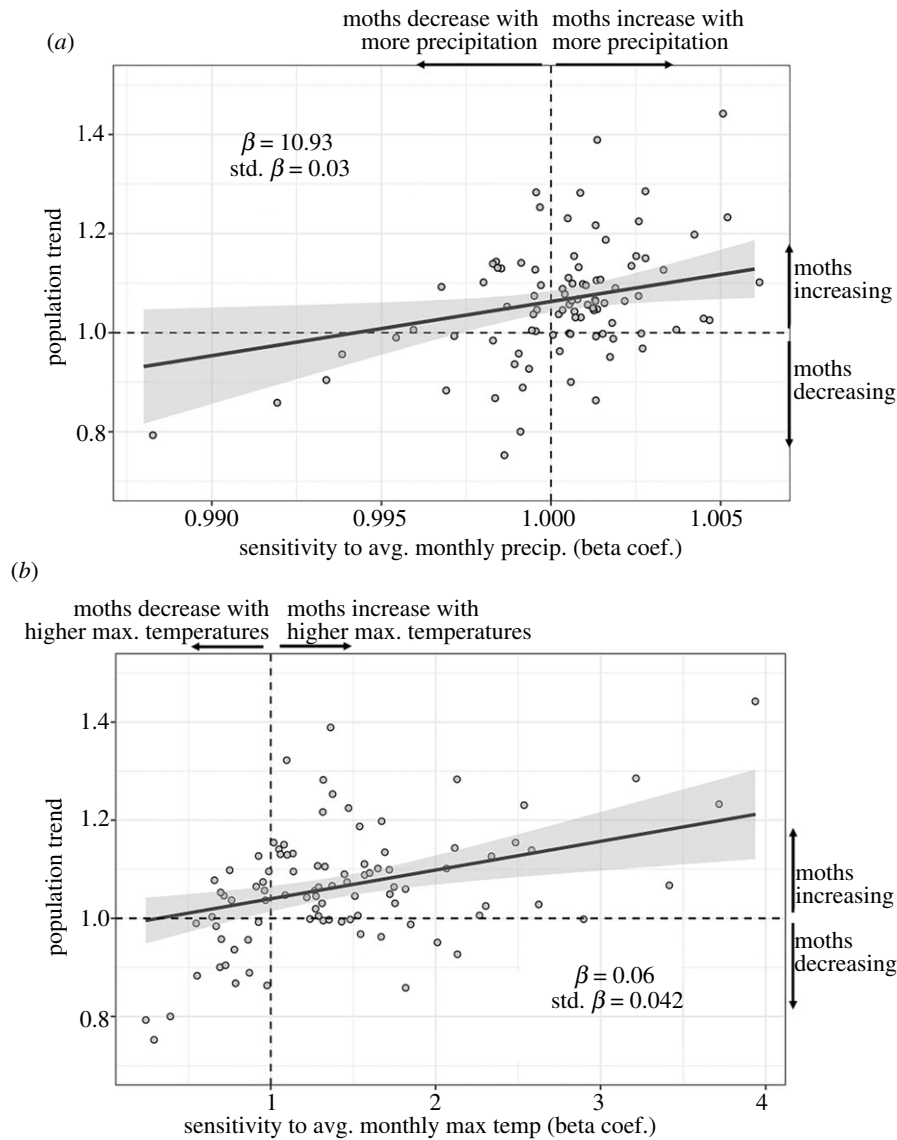 (a)
moths decrease with
more precipitation
moths increase with
more precipitation
β = 10.93
std. β = 0.03
1.4
1.2
1.0
0.8
population trend
moths
increasing
moths
decreasing
0.990 0.995 1.000 1.005
sensitivity to avg. monthly precip. (beta coef.)
(b)
moths decrease with
higher max. temperatures
moths increase with
higher max. temperatures
1.4
1.2
1.0
0.8
population trend
moths
increasing
moths
decreasing
β = 0.06
std. β = 0.042
1 2 3 4
sensitivity to avg. monthly max temp (beta coef.)